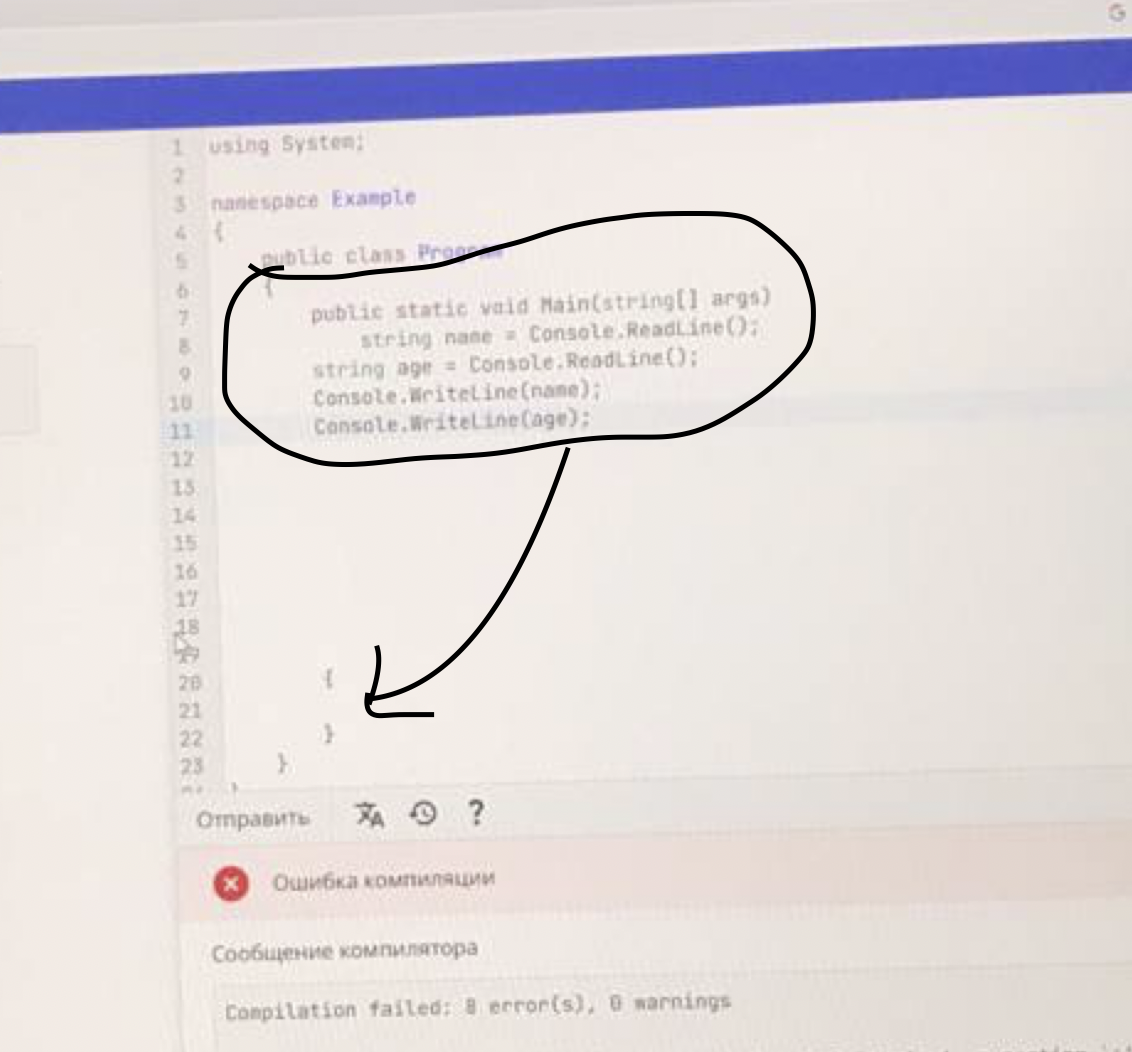 G
1 using System;
2
3 namespace Example
4 {
5 public class Program
6 {
7 public static void Main(string[] args)
8 string name = Console.ReadLine();
9 string age = Console.ReadLine();
10 Console.WriteLine(name);
11 Console.WriteLine(age);
12
13
14
15
16
17
18
19
20 {
21
22 }
23 }
Отправить ?
Ошибка компиляции
Сообщение компилятора
Compilation failed: 8 error(s), 0 warnings